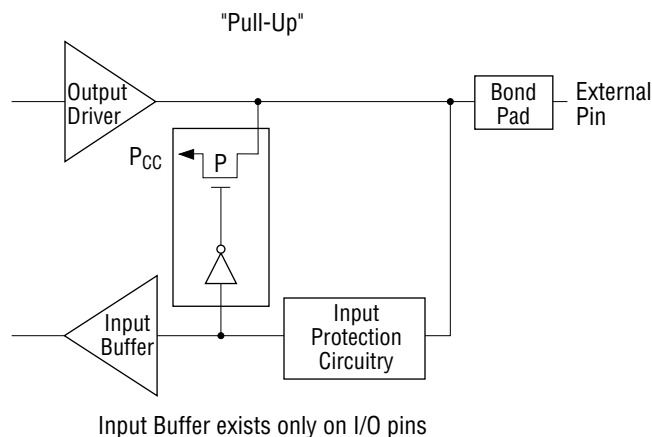 "Pull-Up"
Output
Driver
Bond
Pad
External
Pin
PCC
P
Input
Buffer
Input
Protection
Circuitry
Input Buffer exists only on I/O pins